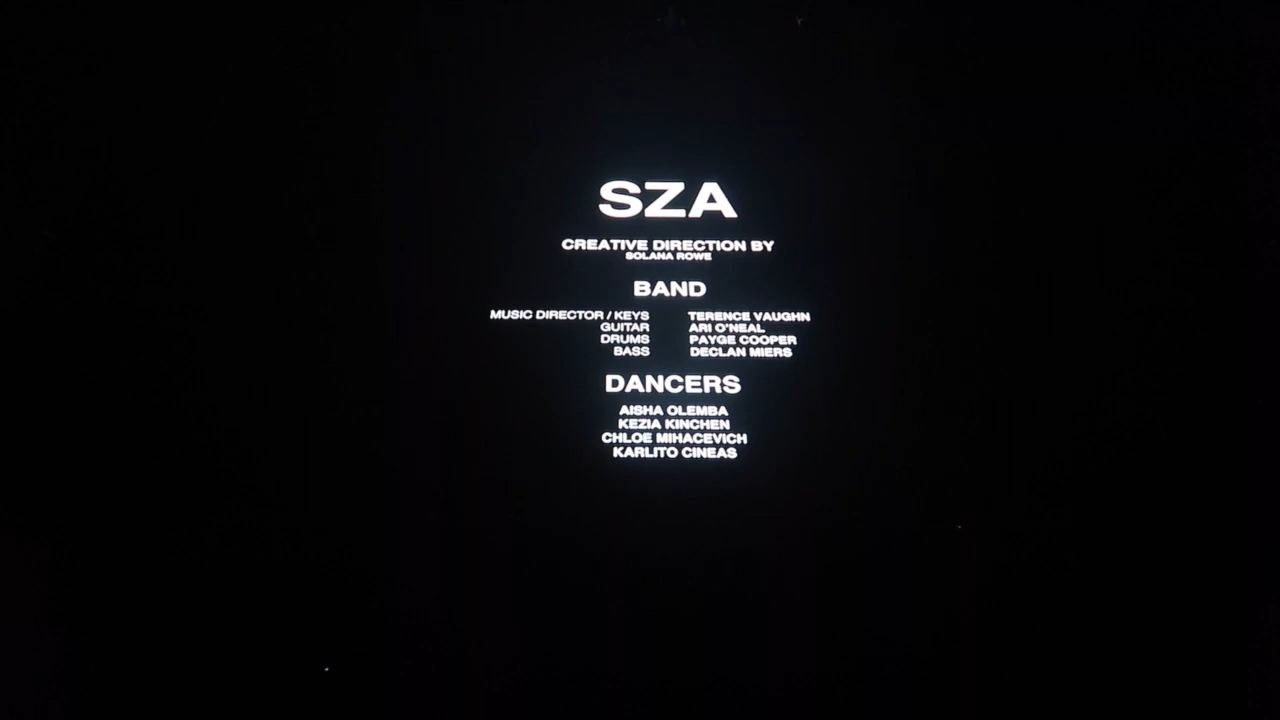 SZA
CREATIVE DIRECTION BY
SOLANA ROWE
BAND
MUSIC DIRECTOR / KEYS TERENCE VAUGHN
GUITAR ARI O'NEAL
DRUMS PAYGE COOPER
BASS DECLAN MIERS
DANCERS
AISHA OLEMBA
KEZIA KINCHEN
CHLOE MIHACEVICH
KARLITO CINEAS